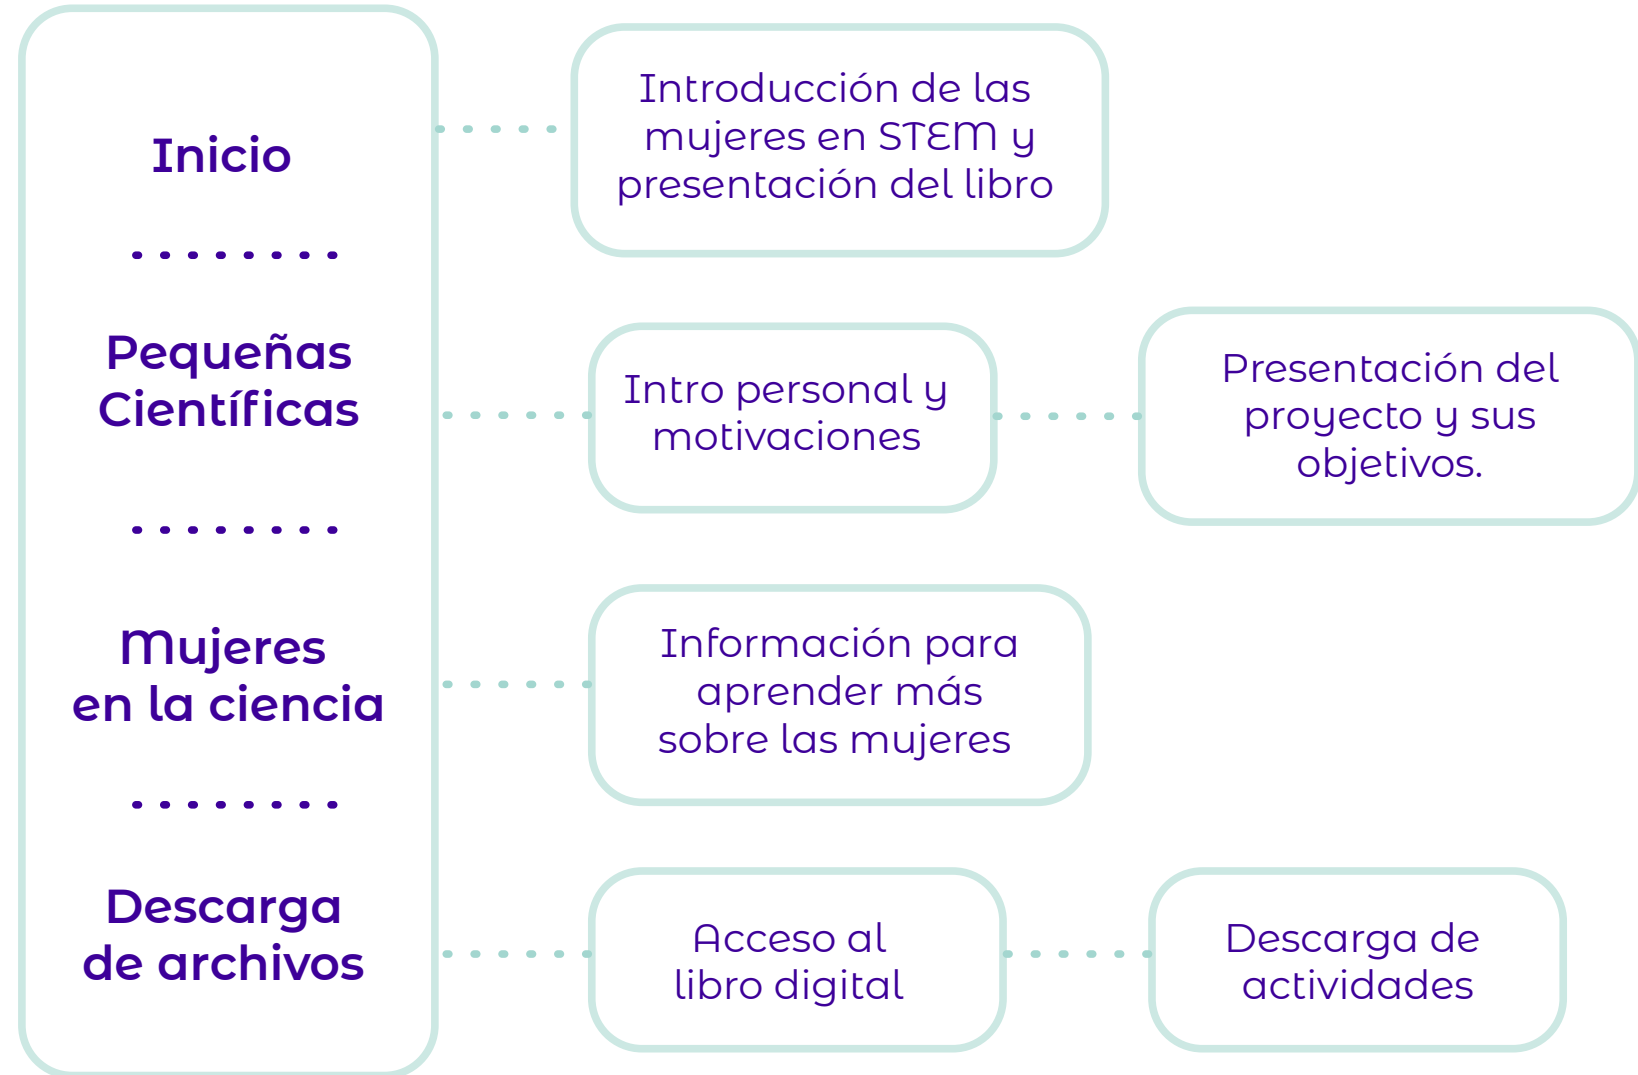 Inicio
Introducción de las
mujeres en STEM y
presentación del libro
Pequeñas
Científicas
Intro personal y
motivaciones
Presentación del
proyecto y sus
objetivos.
Mujeres
en la ciencia
Información para
aprender más
sobre las mujeres
Descarga
de archivos
Acceso al
libro digital
Descarga de
actividades